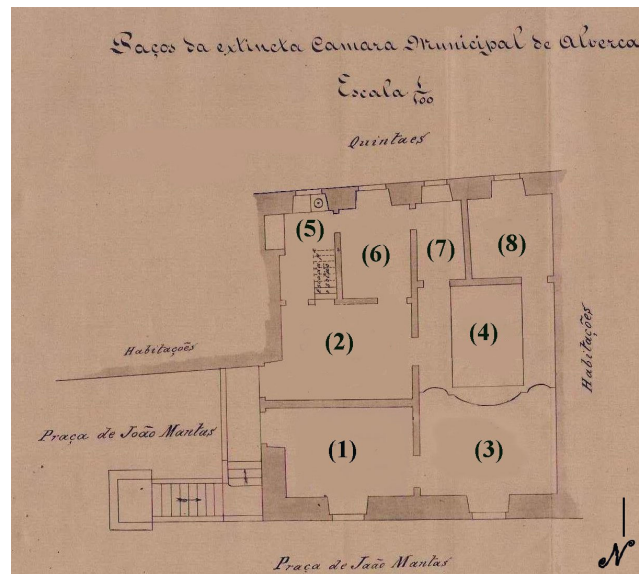 Paços da extincta Camara Municipal de Alverca
Escala 1/100
Quintaes
(5)
(6)
(7)
(8)
(2)
(4)
Habitações
Habitações
Praça de João Mantas
(1)
(3)
Praça de João Mantas
N